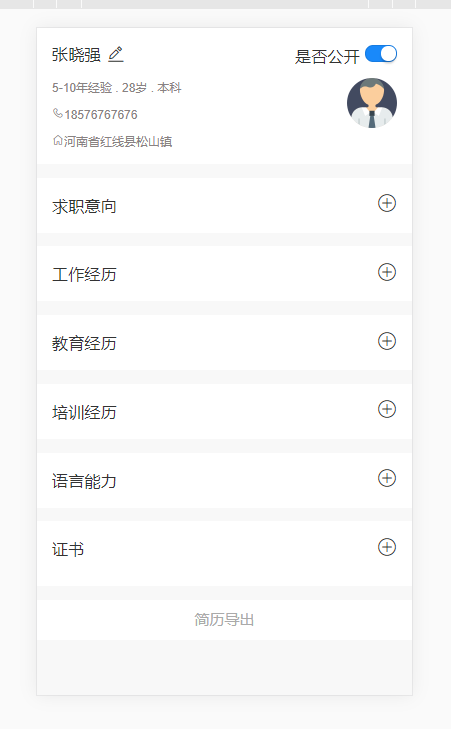 张晓强
是否公开
5-10年经验 . 28岁 . 本科
18576767676
河南省红线县松山镇
求职意向
工作经历
教育经历
培训经历
语言能力
证书
简历导出